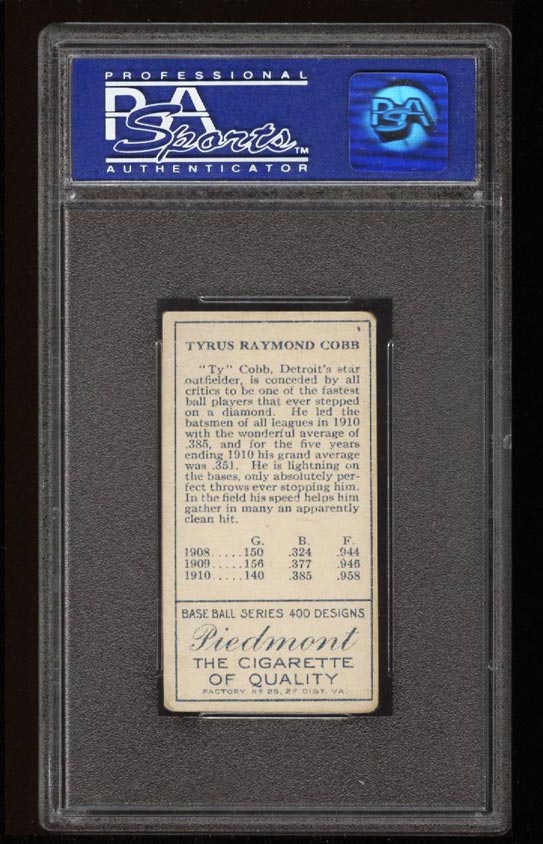 PROFESSIONAL
PSA
Sports™
AUTHENTICATOR
PSA
TYRUS RAYMOND COBB
"Ty" Cobb, Detroit's star
outfielder, is conceded by all
critics to be one of the fastest
ball players that ever stepped
on a diamond. He led the
batsmen of all leagues in 1910
with the wonderful average of
.385, and for the five years
ending 1910 his grand average
was .351. He is lightning on
the bases, only absolutely per-
fect throws ever stopping him.
In the field his speed helps him
gather in many an apparently
clean hit.
G. B. F.
1908.....150 .324 .944
1909.....156 .377 .946
1910.....140 .385 .958
BASE BALL SERIES 400 DESIGNS
Piedmont
THE CIGARETTE
OF QUALITY
FACTORY Nº 25, 2ᴰ DIST. VA.